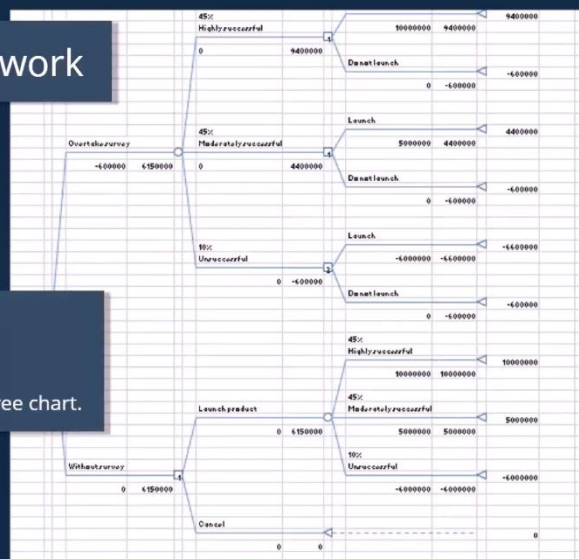 work
ree chart.
45%
Highly successful
0 9400000
10000000 9400000
9400000
Do not launch
0 -600000
-600000
Overtake survey
-600000 6150000
45%
Moderately successful
0 4400000
Launch
5000000 4400000
4400000
Do not launch
0 -600000
-600000
10%
Unsuccessful
0 -600000
Launch
-6000000 -6600000
-6600000
Do not launch
0 -600000
-600000
Without survey
0 6150000
Launch product
0 6150000
45%
Highly successful
10000000 10000000
10000000
45%
Moderately successful
5000000 5000000
5000000
10%
Unsuccessful
-6000000 -6000000
-6000000
Cancel
0 0
0